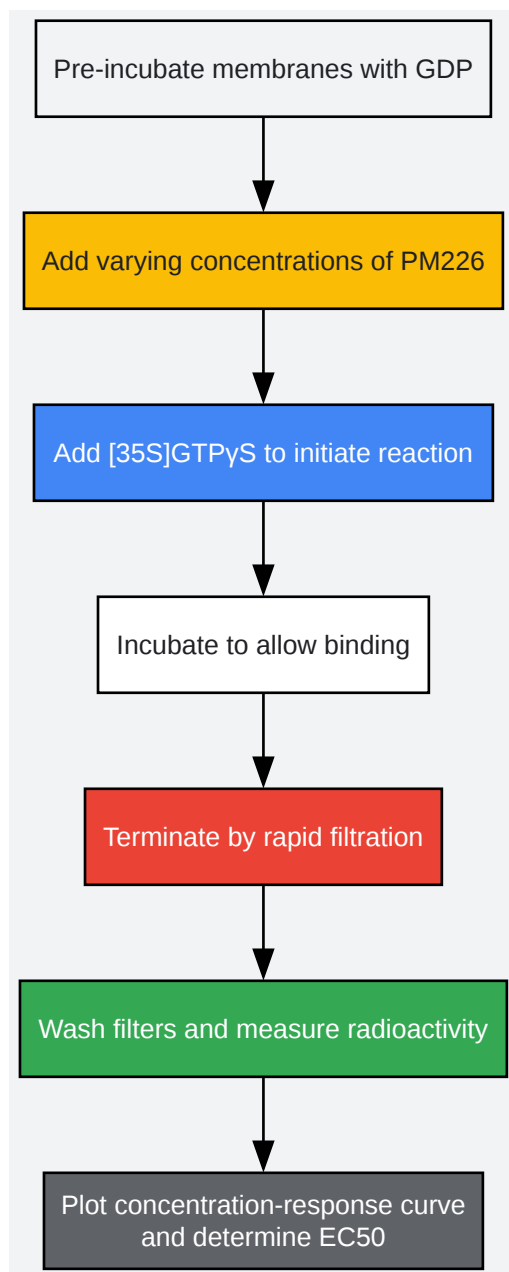 Pre-incubate membranes with GDP
Add varying concentrations of PM226
Add [35S]GTPγS to initiate reaction
Incubate to allow binding
Terminate by rapid filtration
Wash filters and measure radioactivity
Plot concentration-response curve
and determine EC50